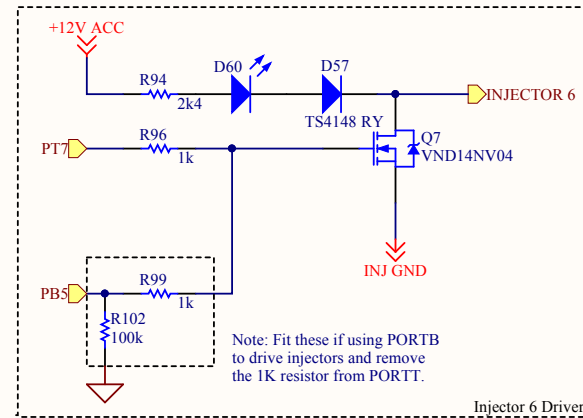 +12V ACC
D60
D57
R94
2k4
TS4148 RY
INJECTOR 6
PT7
R96
1k
Q7
VND14NV04
INJ GND
PB5
R99
1k
R102
100k
Note: Fit these if using PORTB
to drive injectors and remove
the 1K resistor from PORTT.
Injector 6 Driver